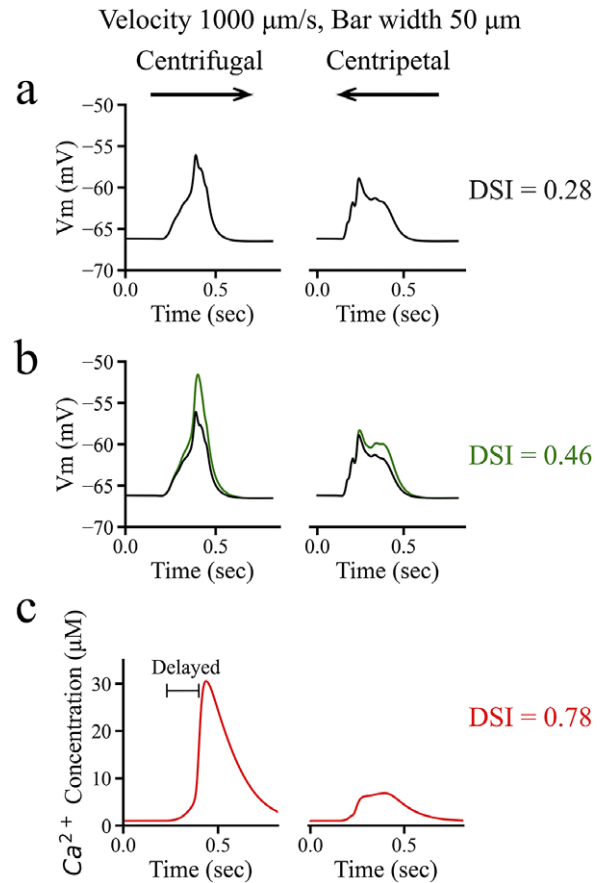 Velocity 1000 μm/s, Bar width 50 μm
Centrifugal Centripetal
a
−50
−55
−60
−65
−70
Vm (mV)
0.0 0.5
Time (sec)
0.0 0.5
Time (sec)
DSI = 0.28
b
−50
−55
−60
−65
−70
Vm (mV)
0.0 0.5
Time (sec)
0.0 0.5
Time (sec)
DSI = 0.46
c
Ca²⁺ Concentration (μM)
30
20
10
0
Delayed
0.0 0.5
Time (sec)
0.0 0.5
Time (sec)
DSI = 0.78